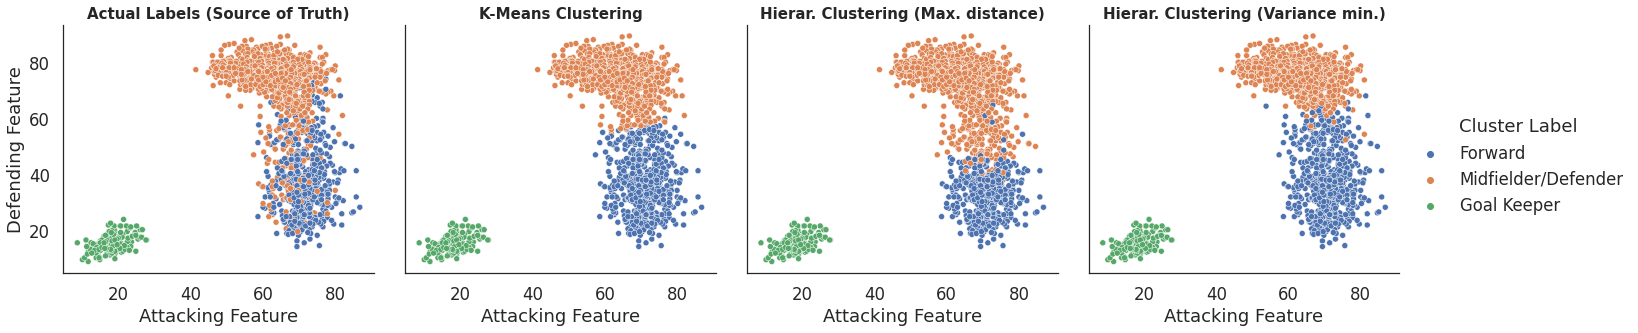 Actual Labels (Source of Truth)
K-Means Clustering
Hierar. Clustering (Max. distance)
Hierar. Clustering (Variance min.)
Defending Feature
80
60
40
20
20 40 60 80
20 40 60 80
20 40 60 80
20 40 60 80
Attacking Feature
Attacking Feature
Attacking Feature
Attacking Feature
Cluster Label
Forward
Midfielder/Defender
Goal Keeper